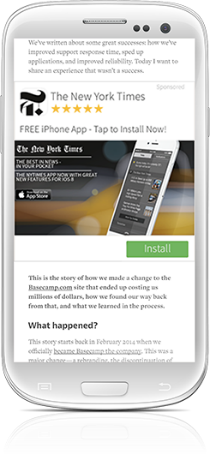 We've written about some great successes: how we've
improved support response time, sped up
applications, and improved reliability. Today I want to
share an experience that wasn't a success.
Sponsored
The New York Times
FREE iPhone App - Tap to Install Now!
The New York Times
THE BEST IN NEWS -
IN YOUR POCKET
THE NYTIMES APP NOW WITH GREAT
NEW FEATURES FOR IOS 8
App Store
Install
This is the story of how we made a change to the
Basecamp.com site that ended up costing us
millions of dollars, how we found our way back
from that, and what we learned in the process.
What happened?
This story starts back in February 2014 when we
officially became Basecamp the company. This was a
major change—a rebranding, the discontinuation of